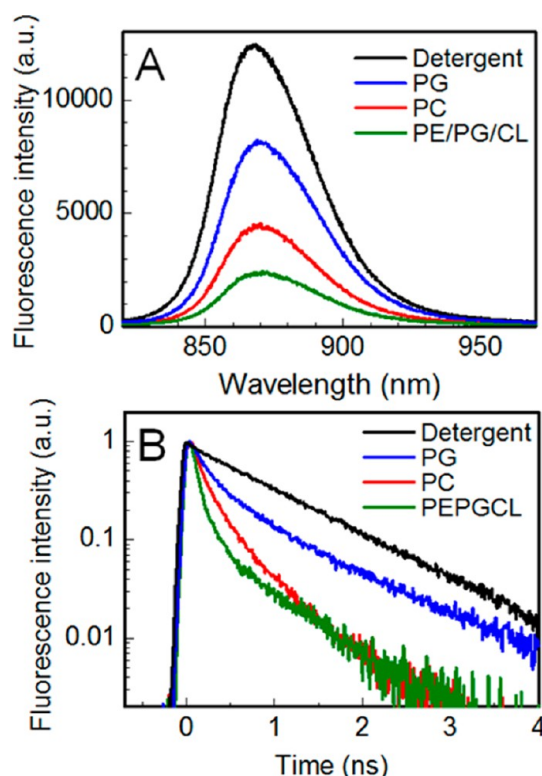 A
Detergent
PG
PC
PE/PG/CL
Fluorescence intensity (a.u.)
10000
5000
0
850
900
950
Wavelength (nm)
B
Detergent
PG
PC
PEPGCL
Fluorescence intensity (a.u.)
1
0.1
0.01
0
1
2
3
4
Time (ns)